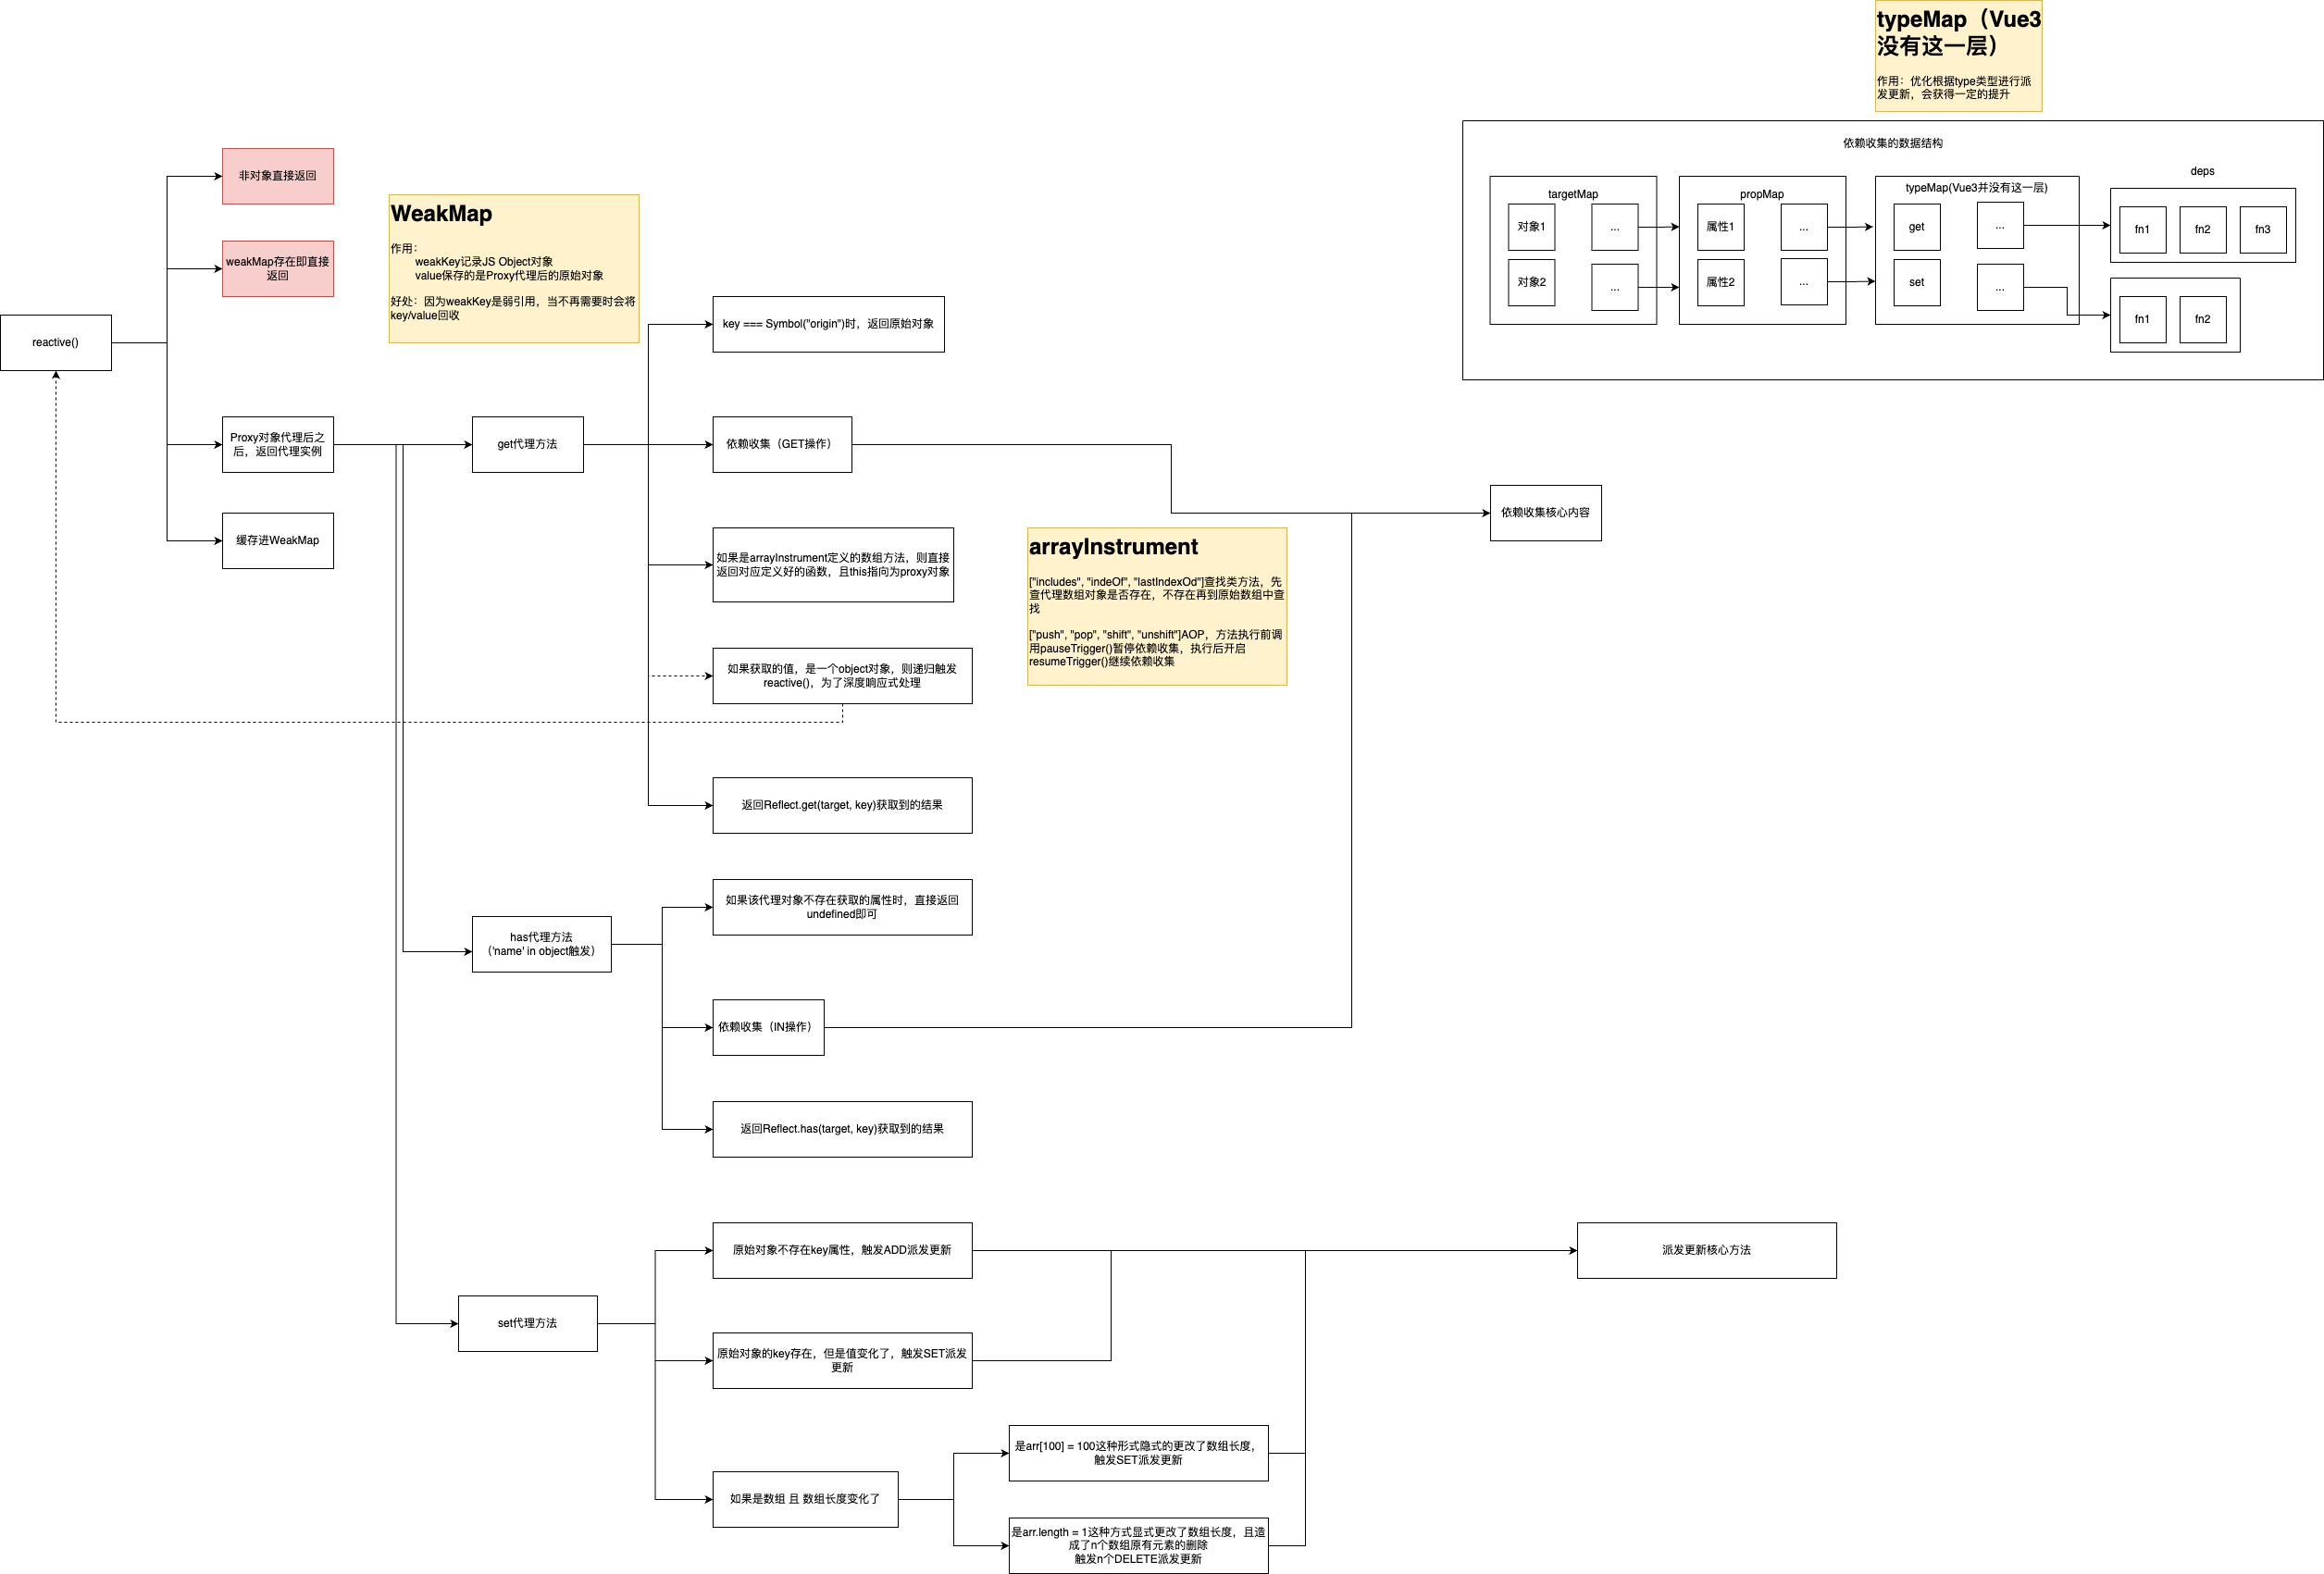 typeMap（Vue3
没有这一层）
作用：优化根据type类型进行派
发更新，会获得一定的提升
依赖收集的数据结构
targetMap
对象1
...
对象2
...
propMap
属性1
...
属性2
...
typeMap(Vue3并没有这一层)
get
...
set
...
deps
fn1
fn2
fn3
fn1
fn2
reactive()
非对象直接返回
weakMap存在即直接
返回
Proxy对象代理后之
后，返回代理实例
缓存进WeakMap
WeakMap
作用：
weakKey记录JS Object对象
value保存的是Proxy代理后的原始对象
好处：因为weakKey是弱引用，当不再需要时会将
key/value回收
get代理方法
key === Symbol("origin")时，返回原始对象
依赖收集（GET操作）
如果是arrayInstrument定义的数组方法，则直接
返回对应定义好的函数，且this指向为proxy对象
如果获取的值，是一个object对象，则递归触发
reactive()，为了深度响应式处理
返回Reflect.get(target, key)获取到的结果
arrayInstrument
["includes", "indeOf", "lastIndexOd"]查找类方法，先
查代理数组对象是否存在，不存在再到原始数组中查
找
["push", "pop", "shift", "unshift"]AOP，方法执行前调
用pauseTrigger()暂停依赖收集，执行后开启
resumeTrigger()继续依赖收集
依赖收集核心内容
has代理方法
（'name' in object触发）
如果该代理对象不存在获取的属性时，直接返回
undefined即可
依赖收集（IN操作）
返回Reflect.has(target, key)获取到的结果
set代理方法
原始对象不存在key属性，触发ADD派发更新
原始对象的key存在，但是值变化了，触发SET派发
更新
如果是数组 且 数组长度变化了
是arr[100] = 100这种形式隐式的更改了数组长度，
触发SET派发更新
是arr.length = 1这种方式显式更改了数组长度，且造
成了n个数组原有元素的删除
触发n个DELETE派发更新
派发更新核心方法